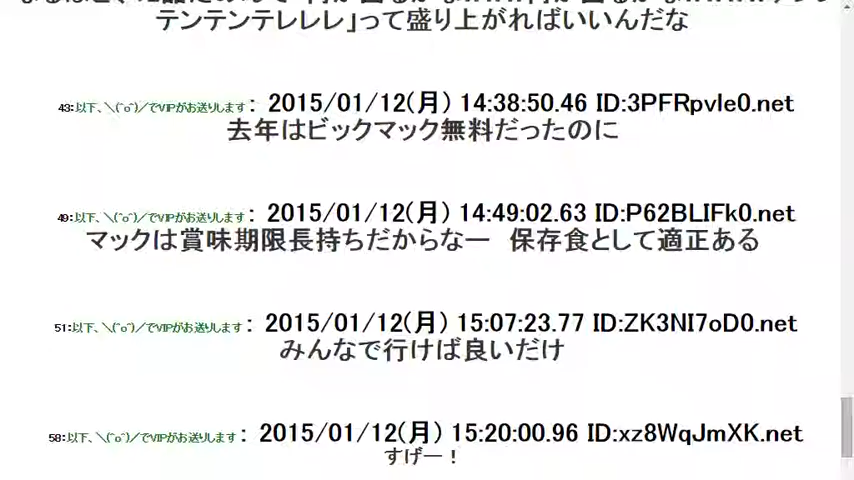 テンテンテレレレ」って盛り上がればいいんだな
43:以下、＼(^o^)／でVIPがお送りします： 2015/01/12(月) 14:38:50.46 ID:3PFRpvle0.net
去年はビックマック無料だったのに
49:以下、＼(^o^)／でVIPがお送りします： 2015/01/12(月) 14:49:02.63 ID:P62BLIFk0.net
マックは賞味期限長持ちだからなー　保存食として適正ある
51:以下、＼(^o^)／でVIPがお送りします： 2015/01/12(月) 15:07:23.77 ID:ZK3NI7oD0.net
みんなで行けば良いだけ
58:以下、＼(^o^)／でVIPがお送りします： 2015/01/12(月) 15:20:00.96 ID:xz8WqJmXK.net
すげー！